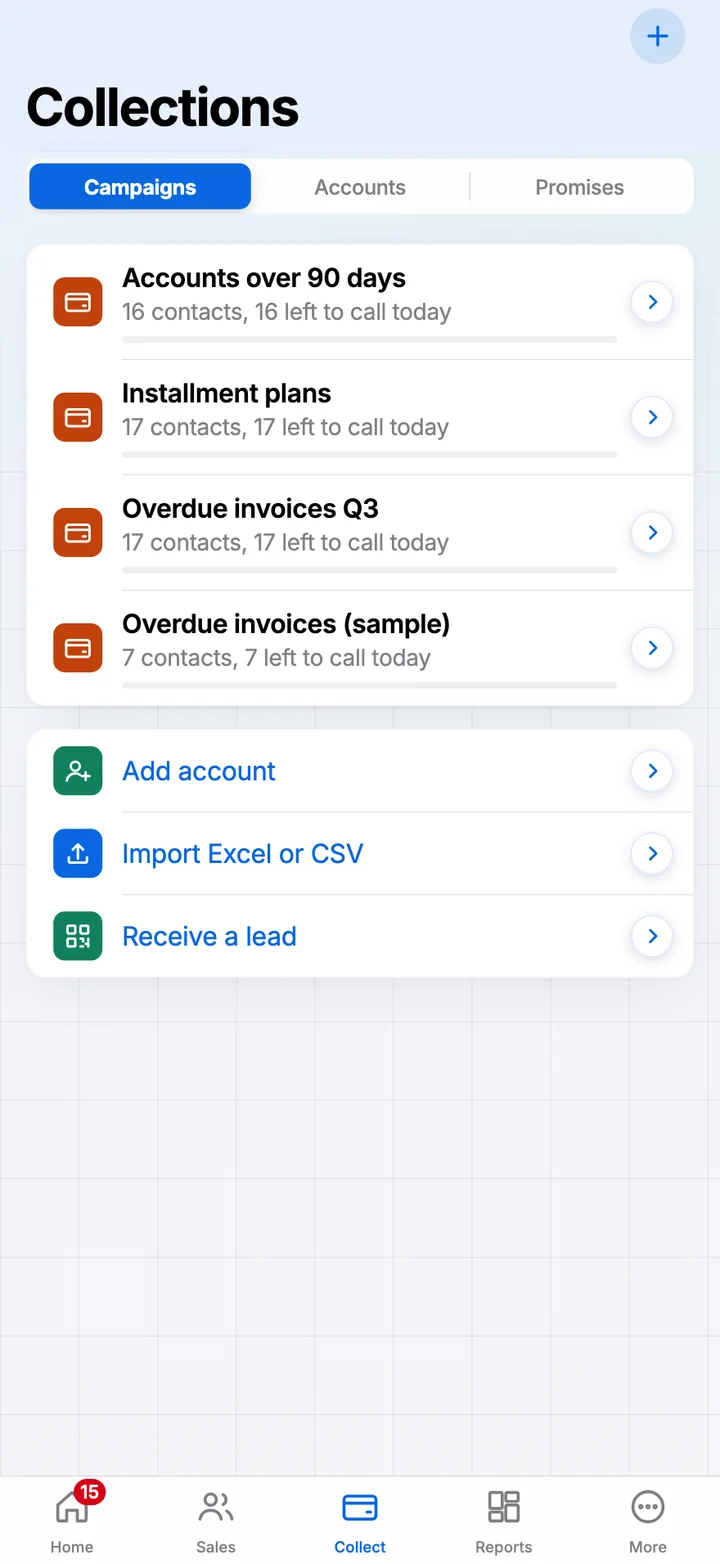 Collections
Campaigns
Accounts
Promises
Accounts over 90 days
16 contacts, 16 left to call today
Installment plans
17 contacts, 17 left to call today
Overdue invoices Q3
17 contacts, 17 left to call today
Overdue invoices (sample)
7 contacts, 7 left to call today
Add account
Import Excel or CSV
Receive a lead
15
Home
Sales
Collect
Reports
More